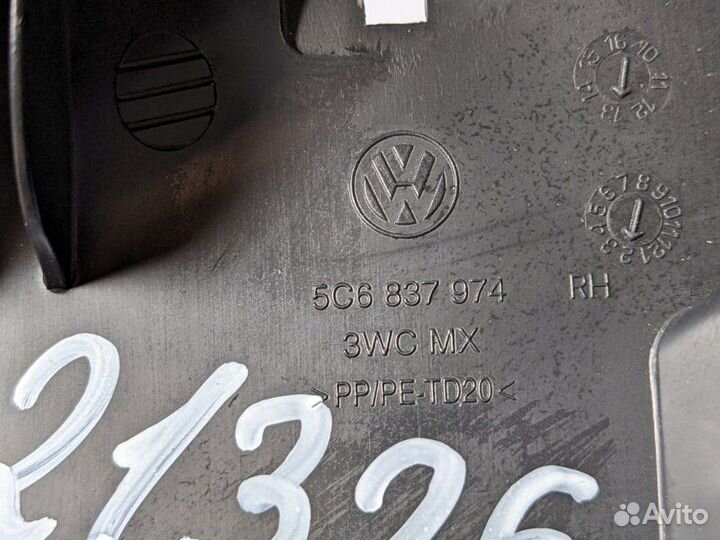 5C6 837 974 RH
3WC MX
>PP/PE-TD20<
21326
Avito